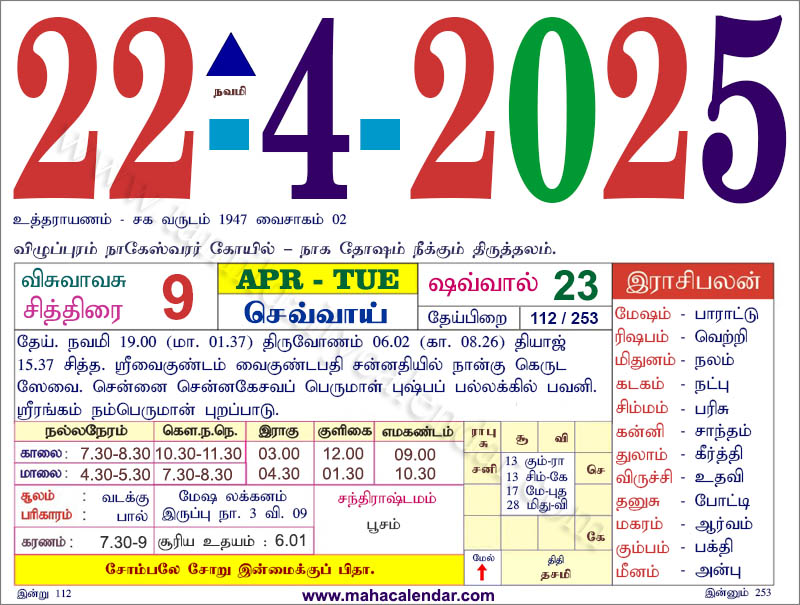 22-4-2025
நவமி
உத்தராயணம் - சக வருடம் 1947 வைசாகம் 02
விழுப்புரம் நாகேஸ்வரர் கோயில் – நாக தோஷம் நீக்கும் திருத்தலம்.
விசுவாவசு
சித்திரை 9
APR - TUE
செவ்வாய்
ஷவ்வால் 23
தேய்பிறை 112 / 253
தேய். நவமி 19.00 (மா. 01.37) திருவோணம் 06.02 (கா. 08.26) தியாஜ்
15.37 சித்த. ஸ்ரீவைகுண்டம் வைகுண்டபதி சன்னதியில் நான்கு கெருட
ஸேவை. சென்னை சென்னகேசவப் பெருமாள் புஷ்பப் பல்லக்கில் பவனி.
ஸ்ரீரங்கம் நம்பெருமான் புறப்பாடு.
நல்லநேரம் கௌ.ந.நெ. இராகு குளிகை எமகண்டம்
காலை: 7.30-8.30 10.30-11.30 03.00 12.00 09.00
மாலை: 4.30-5.30 7.30-8.30 04.30 01.30 10.30
சூலம் : வடக்கு
பரிகாரம் : பால்
மேஷ லக்கனம்
இருப்பு நா. 3 வி. 09
சந்திராஷ்டமம்
பூசம்
கரணம் : 7.30-9 சூரிய உதயம் : 6.01
சோம்பலே சோறு இன்மைக்குப் பிதா.
ராபு
சு
சூ
வி
சனி
13 கும்-ரா
13 சிம்-கே
17 மே-புத
28 மிது-வி
செ
கே
மேல்
திதி
தசமி
இராசிபலன்
மேஷம் - பாராட்டு
ரிஷபம் - வெற்றி
மிதுனம் - நலம்
கடகம் - நட்பு
சிம்மம் - பரிசு
கன்னி - சாந்தம்
துலாம் - கீர்த்தி
விருச்சி - உதவி
தனுசு - போட்டி
மகரம் - ஆர்வம்
கும்பம் - பக்தி
மீனம் - அன்பு
இன்று 112
www.mahacalendar.com
இன்னும் 253